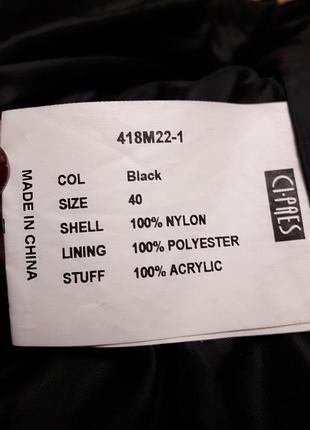 418M22-1
COL Black
SIZE 40
SHELL 100% NYLON
LINING 100% POLYESTER
STUFF 100% ACRYLIC
MADE IN CHINA
CI·PRES